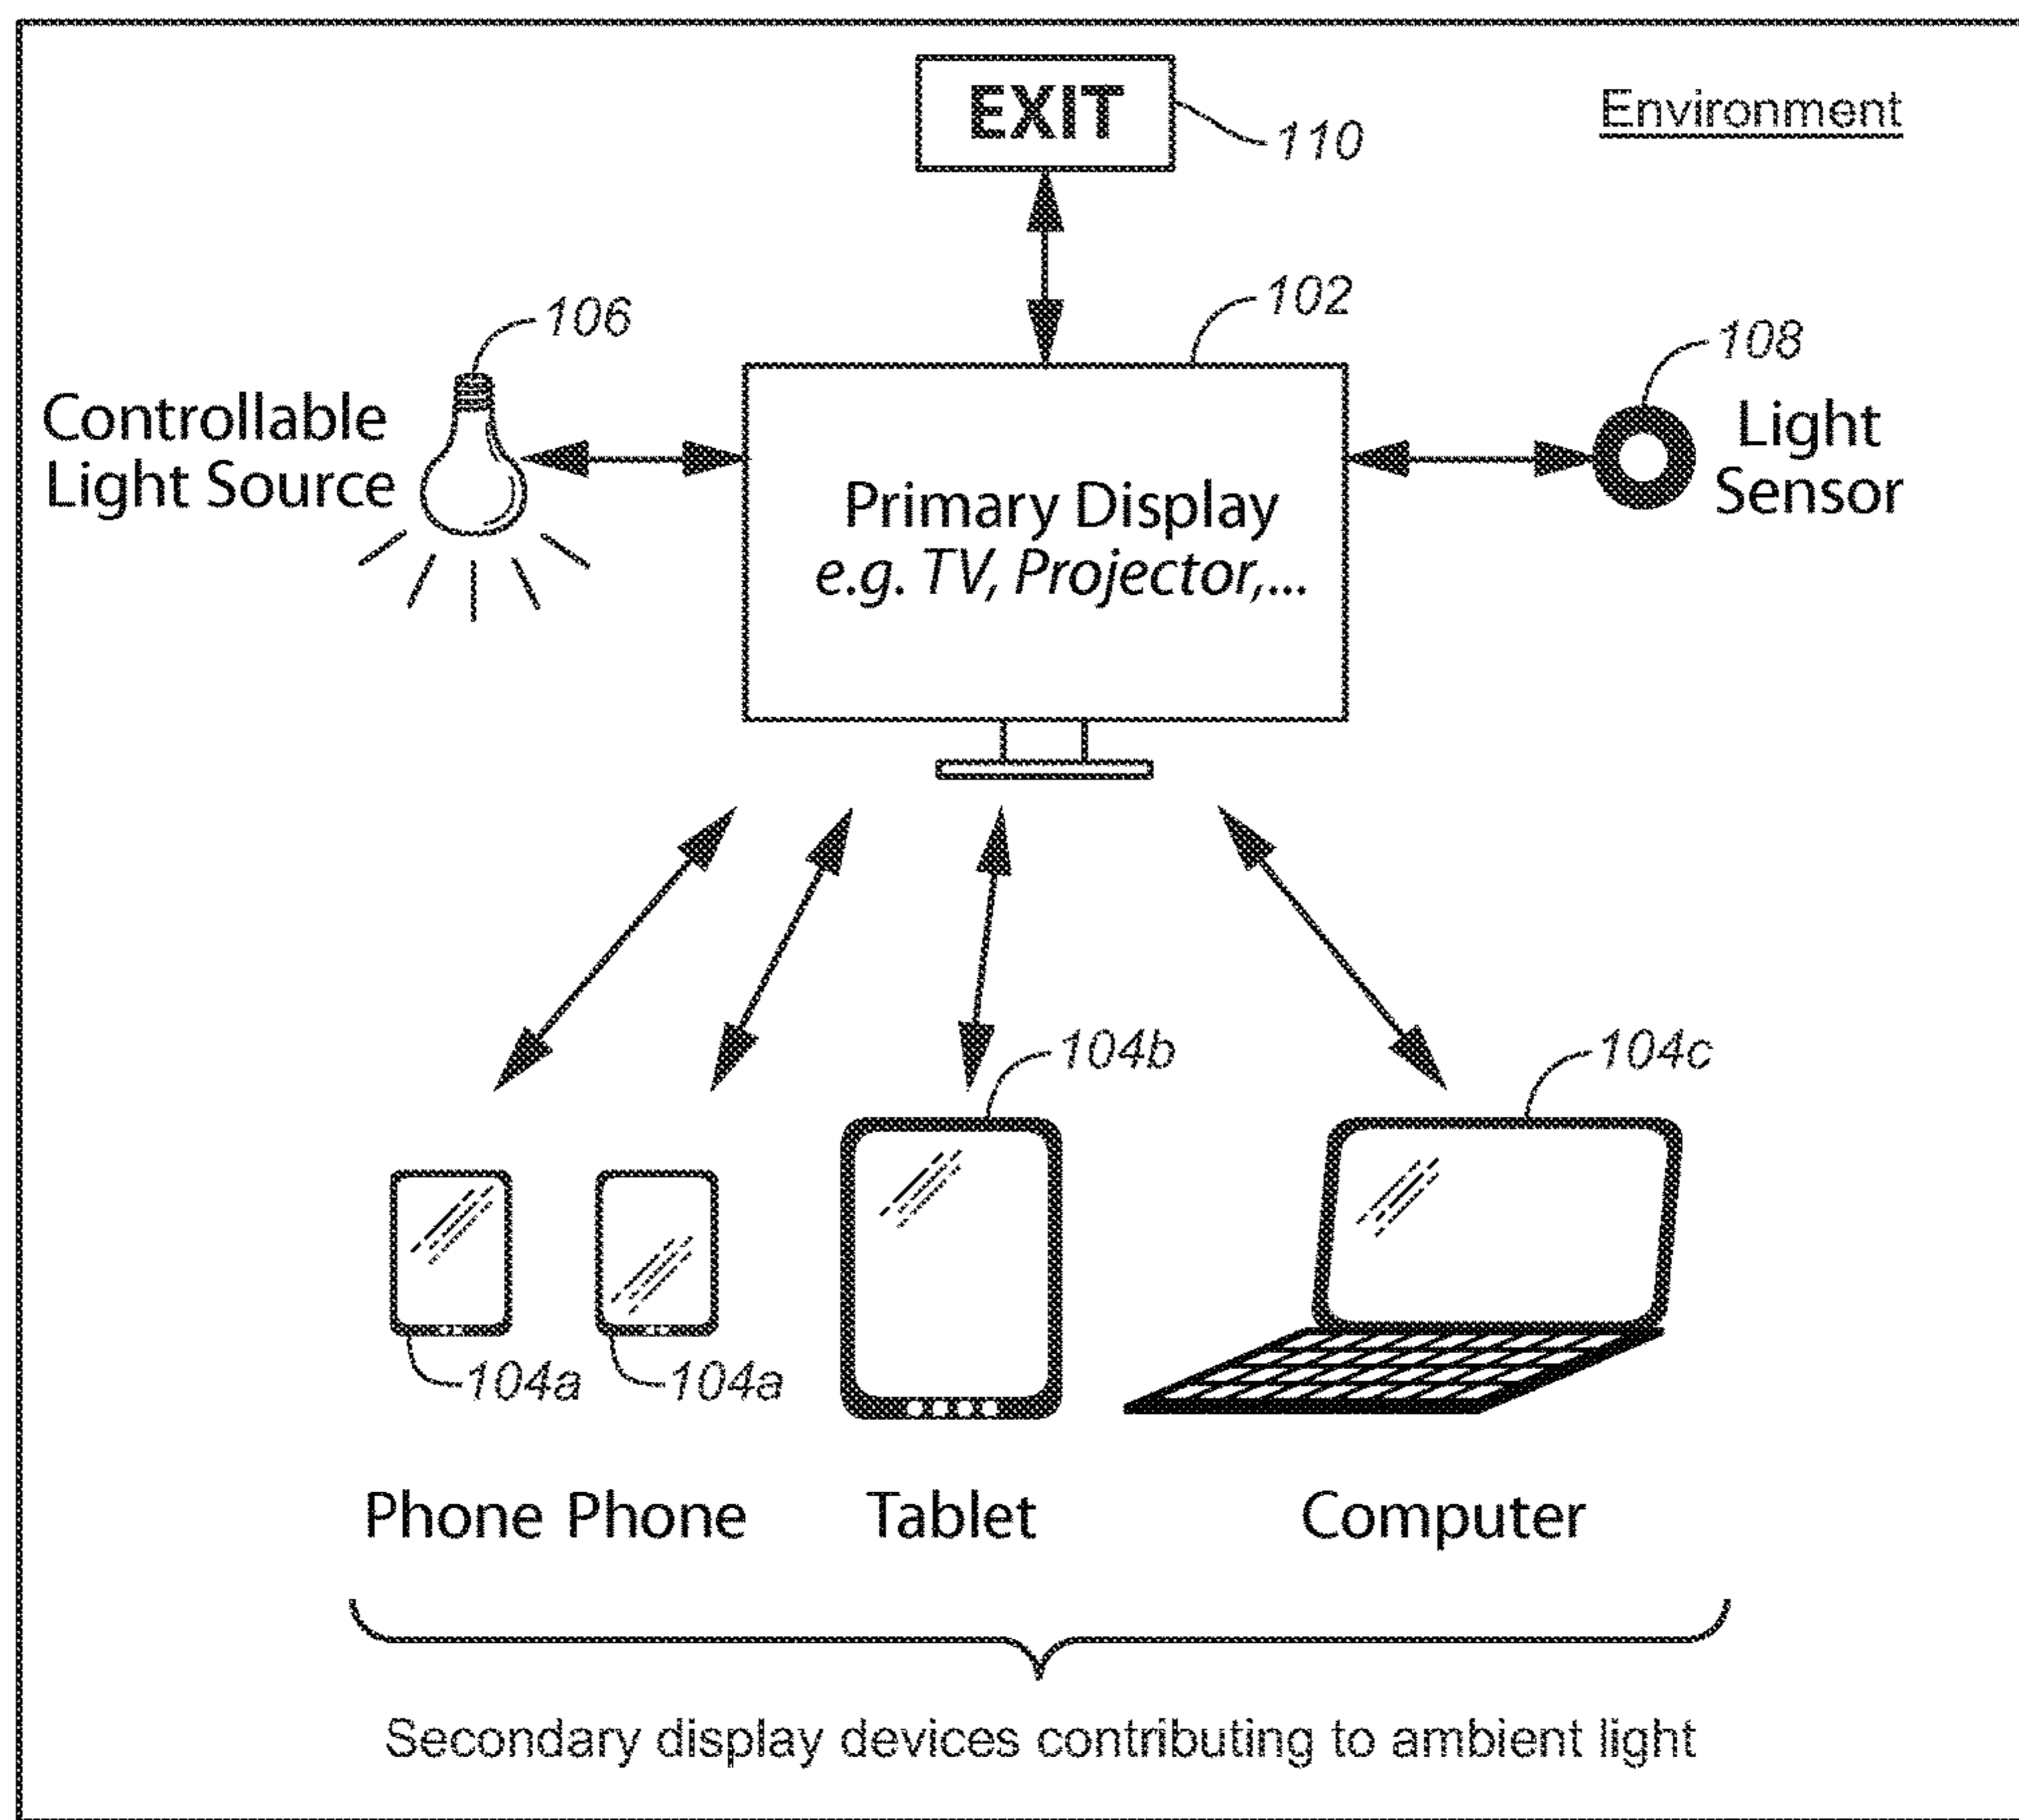 EXIT
110
Environment
102
106
108
Controllable
Light Source
Light
Sensor
Primary Display
e.g. TV, Projector,...
104b
104c
104a
104a
Phone Phone Tablet Computer
Secondary display devices contributing to ambient light